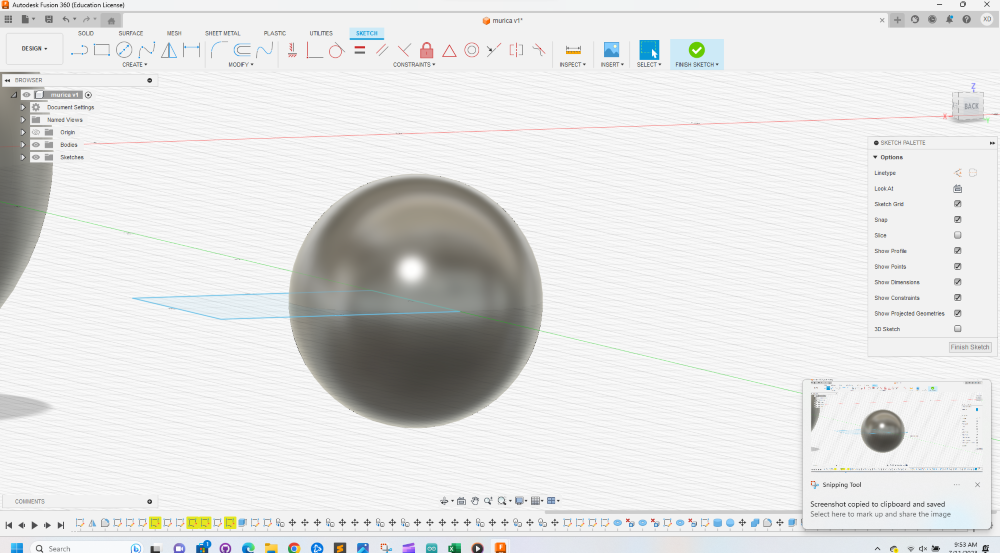 Autodesk Fusion 360 (Education License)
murica v1*
XD
SOLID SURFACE MESH SHEET METAL PLASTIC UTILITIES SKETCH
DESIGN
CREATE MODIFY CONSTRAINTS INSPECT INSERT SELECT FINISH SKETCH
BROWSER
murica v1
Document Settings
Named Views
Origin
Bodies
Sketches
Z
BACK
X
SKETCH PALETTE
Options
Linetype
Look At
Sketch Grid
Snap
Slice
Show Profile
Show Points
Show Dimensions
Show Constraints
Show Projected Geometries
3D Sketch
Finish Sketch
Snipping Tool
Screenshot copied to clipboard and saved
Select here to mark up and share the image
COMMENTS
Search
9:53 AM